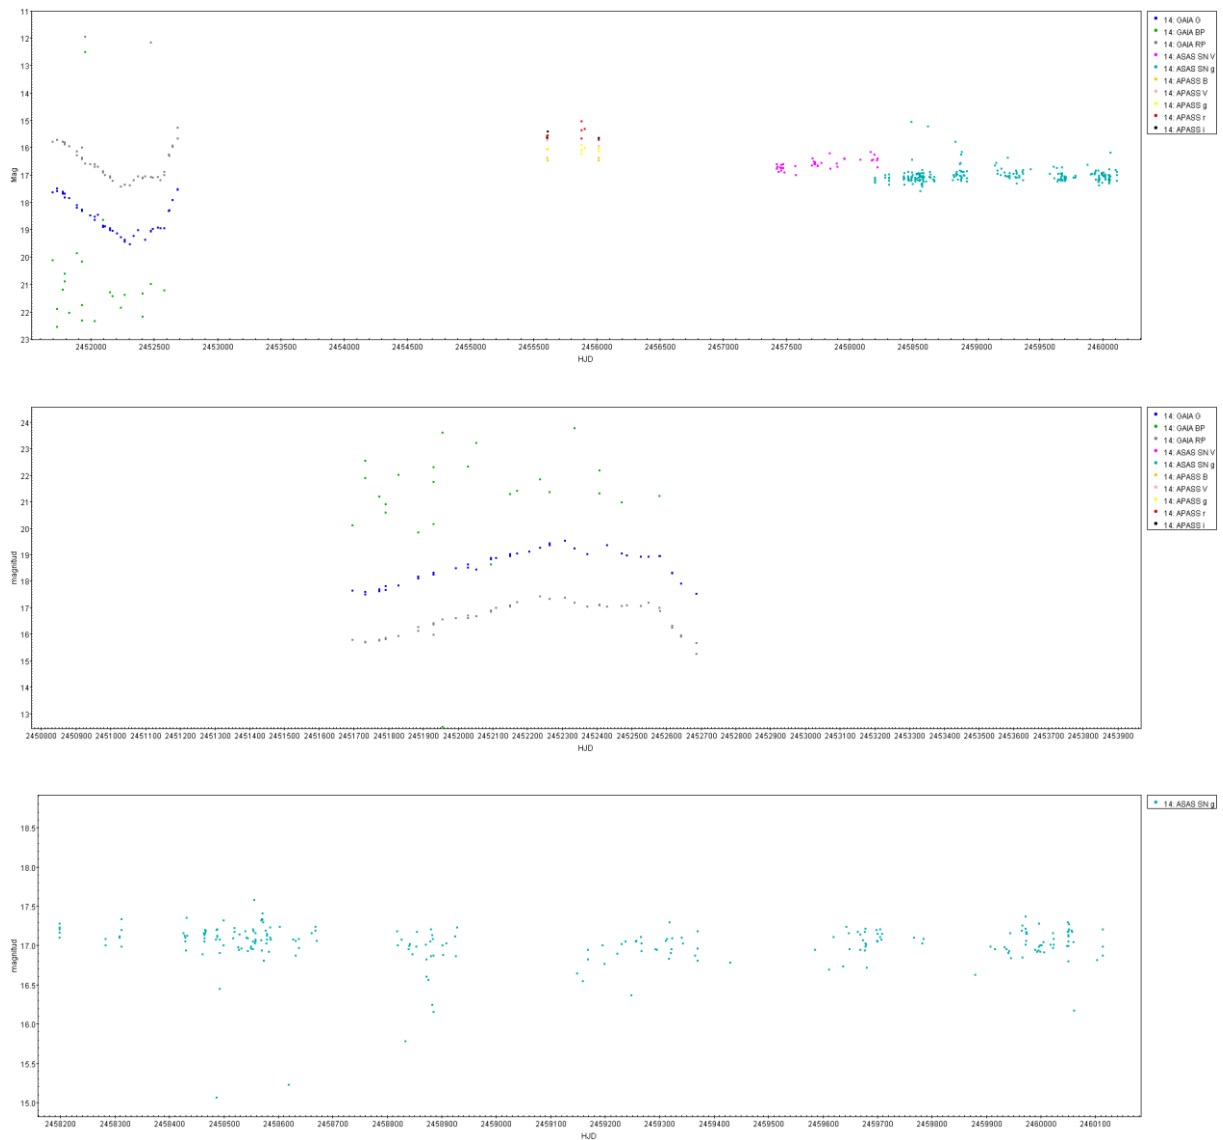 11
12
13
14
15
16
17
18
19
20
21
22
23
Mag
2452000 2452500 2453000 2453500 2454000 2454500 2455000 2455500 2456000 2456500 2457000 2457500 2458000 2458500 2459000 2459500 2460000
HJD
14: GAIA G
14: GAIA BP
14: GAIA RP
14: ASAS SN V
14: ASAS SN g
14: APASS B
14: APASS V
14: APASS g
14: APASS r
14: APASS i
24
23
22
21
20
19
18
17
16
15
14
13
magnitud
2450800 2450900 2451000 2451100 2451200 2451300 2451400 2451500 2451600 2451700 2451800 2451900 2452000 2452100 2452200 2452300 2452400 2452500 2452600 2452700 2452800 2452900 2453000 2453100 2453200 2453300 2453400 2453500 2453600 2453700 2453800 2453900
HJD
14: GAIA G
14: GAIA BP
14: GAIA RP
14: ASAS SN V
14: ASAS SN g
14: APASS B
14: APASS V
14: APASS g
14: APASS r
14: APASS i
18.5
18.0
17.5
17.0
16.5
16.0
15.5
15.0
magnitud
2458200 2458300 2458400 2458500 2458600 2458700 2458800 2458900 2459000 2459100 2459200 2459300 2459400 2459500 2459600 2459700 2459800 2459900 2460000 2460100
HJD
14: ASAS SN g